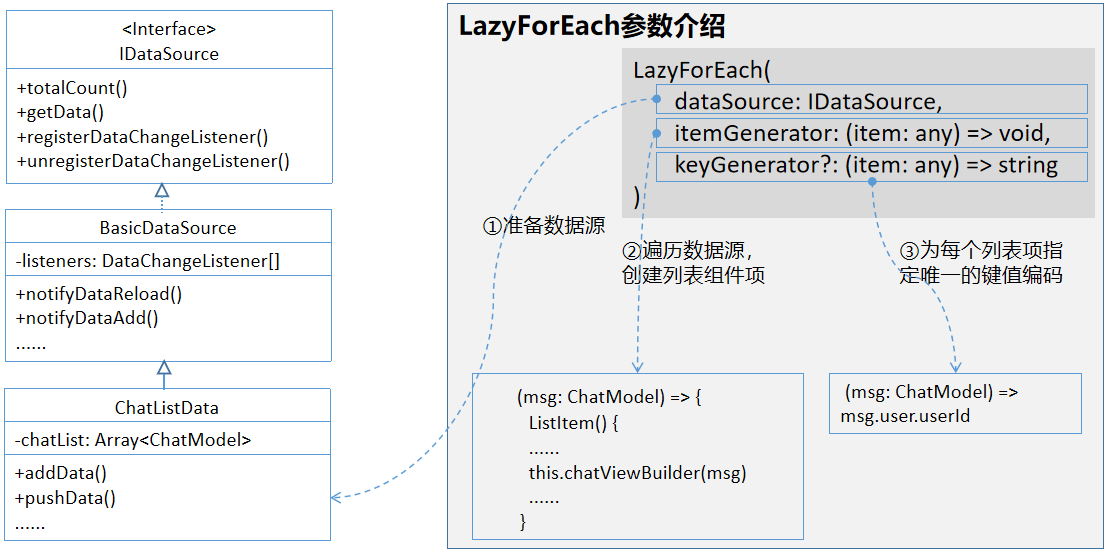 <Interface>
IDataSource
+totalCount()
+getData()
+registerDataChangeListener()
+unregisterDataChangeListener()
BasicDataSource
-listeners: DataChangeListener[]
+notifyDataReload()
+notifyDataAdd()
......
ChatListData
-chatList: Array<ChatModel>
+addData()
+pushData()
......
LazyForEach参数介绍
LazyForEach(
dataSource: IDataSource,
itemGenerator: (item: any) => void,
keyGenerator?: (item: any) => string
)
①准备数据源
②遍历数据源，
创建列表组件项
③为每个列表项指
定唯一的键值编码
(msg: ChatModel) => {
ListItem() {
......
this.chatViewBuilder(msg)
......
}
(msg: ChatModel) =>
msg.user.userId